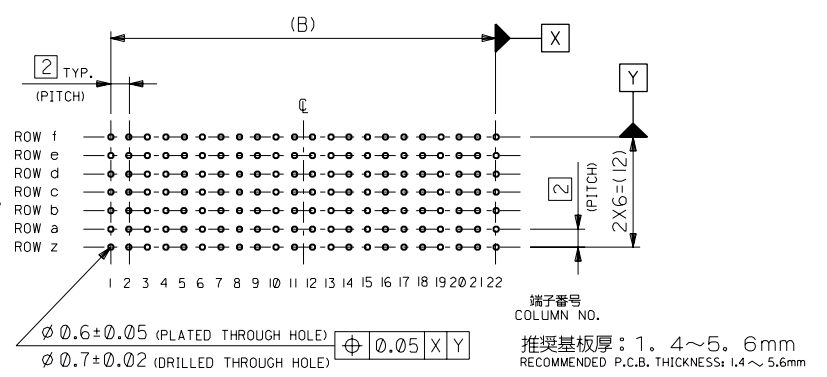 (B)
X
2 TYP.
(PITCH)
Y
℄
ROW f
ROW e
ROW d
ROW c
ROW b
ROW a
ROW z
2
(PITCH)
2X6=(12)
1 2 3 4 5 6 7 8 9 10 11 12 13 14 15 16 17 18 19 20 21 22
端子番号
COLUMN NO.
Ø 0.6±0.05 (PLATED THROUGH HOLE)
Ø 0.7±0.02 (DRILLED THROUGH HOLE)
⌖ 0.05 X Y
推奨基板厚：1．4～5．6mm
RECOMMENDED P.C.B. THICKNESS: 1.4～5.6mm